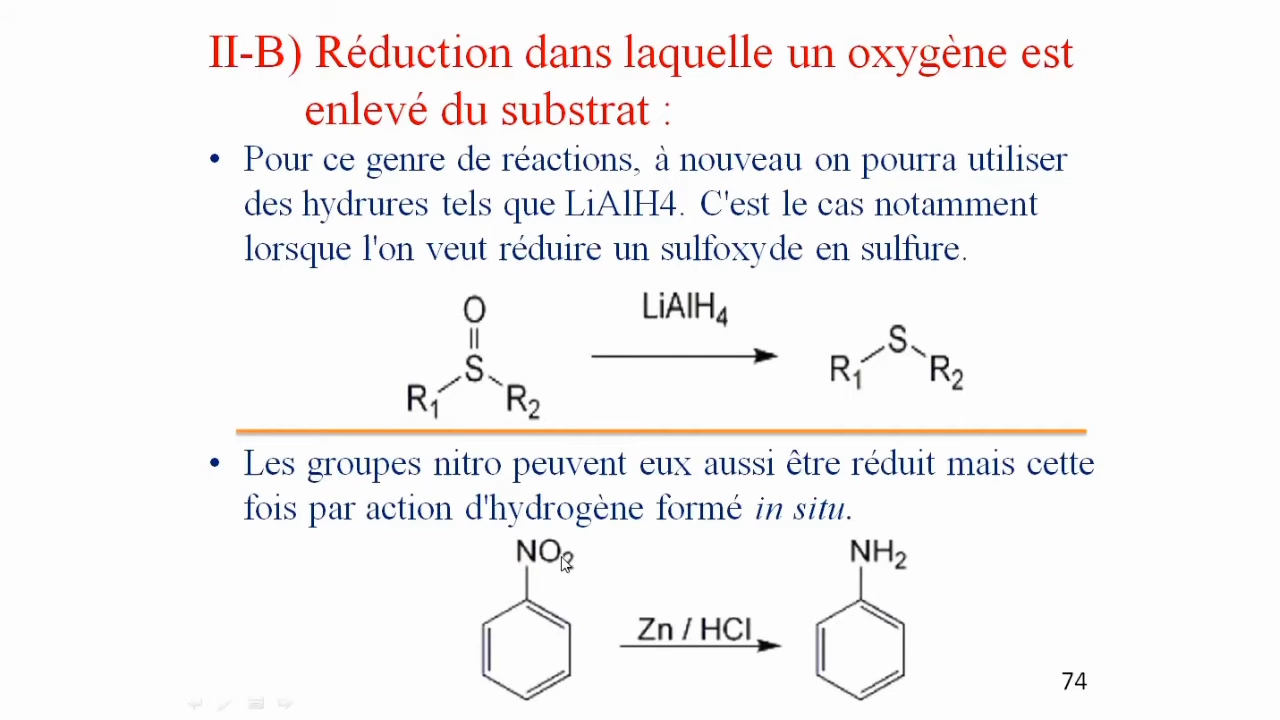 II-B) Réduction dans laquelle un oxygène est
enlevé du substrat :
• Pour ce genre de réactions, à nouveau on pourra utiliser
des hydrures tels que LiAlH4. C'est le cas notamment
lorsque l'on veut réduire un sulfoxyde en sulfure.
O
S
R1 R2
LiAlH4
S
R1 R2
• Les groupes nitro peuvent eux aussi être réduit mais cette
fois par action d'hydrogène formé in situ.
NO2
Zn / HCl
NH2
74